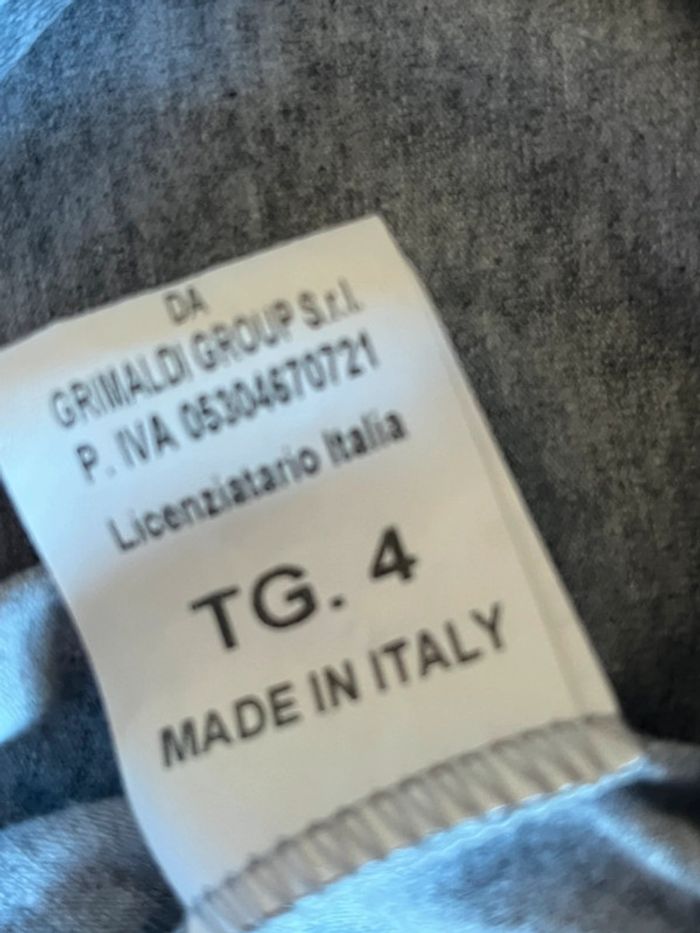 DA
GRIMALDI GROUP S.r.l.
P. IVA 05304670721
Licenziatario Italia
TG. 4
MADE IN ITALY